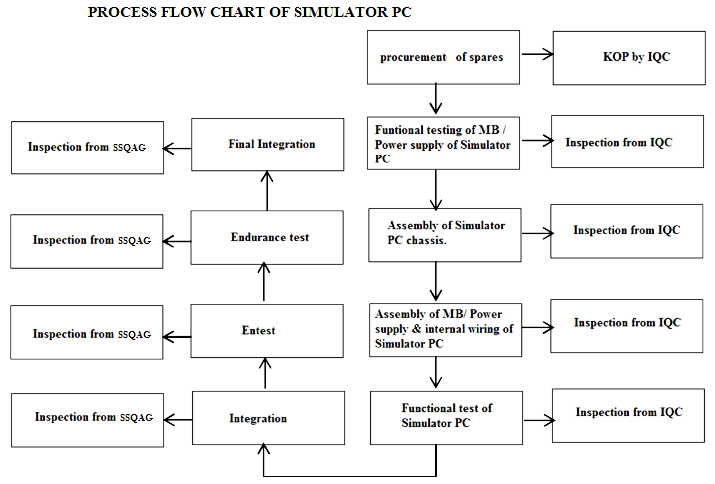 PROCESS FLOW CHART OF SIMULATOR PC
procurement of spares
KOP by IQC
Funtional testing of MB /
Power supply of Simulator
PC
Inspection from IQC
Assembly of Simulator
PC chassis.
Inspection from IQC
Assembly of MB/ Power
supply & internal wiring of
Simulator PC
Inspection from IQC
Functional test of
Simulator PC
Inspection from IQC
Integration
Inspection from SSQAG
Entest
Inspection from SSQAG
Endurance test
Inspection from SSQAG
Final Integration
Inspection from SSQAG